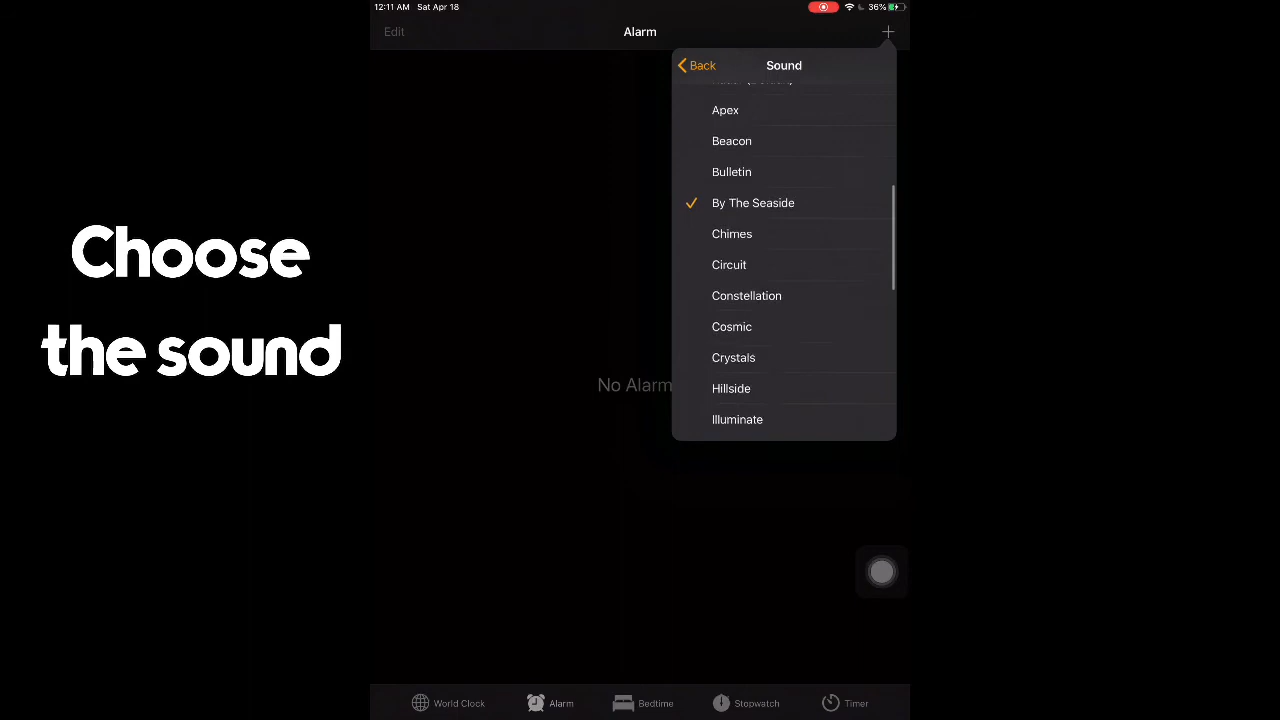 12:11 AM Sat Apr 18
36%
Edit
Alarm
Back
Sound
Apex
Beacon
Bulletin
By The Seaside
Chimes
Circuit
Constellation
Cosmic
Crystals
Hillside
Illuminate
Choose
the sound
No Alarm
World Clock
Alarm
Bedtime
Stopwatch
Timer